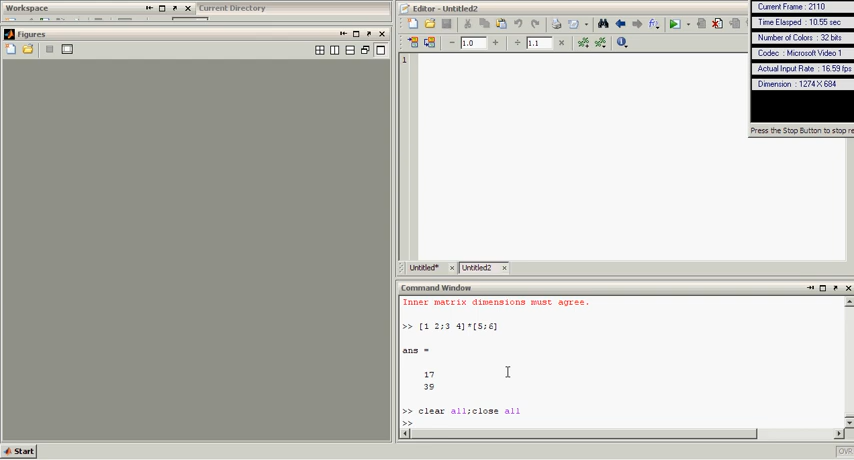 Workspace
Current Directory
Figures
Editor - Untitled2
1.0
1.1
1
Untitled*
Untitled2
Current Frame : 2110
Time Elasped : 10.55 sec
Number of Colors : 32 bits
Codec : Microsoft Video 1
Actual Input Rate : 16.59 fps
Dimension : 1274 X 684
Press the Stop Button to stop re
Command Window
Inner matrix dimensions must agree.
>> [1 2;3 4]*[5;6]
ans =
17
39
>> clear all;close all
>>
Start
OVR